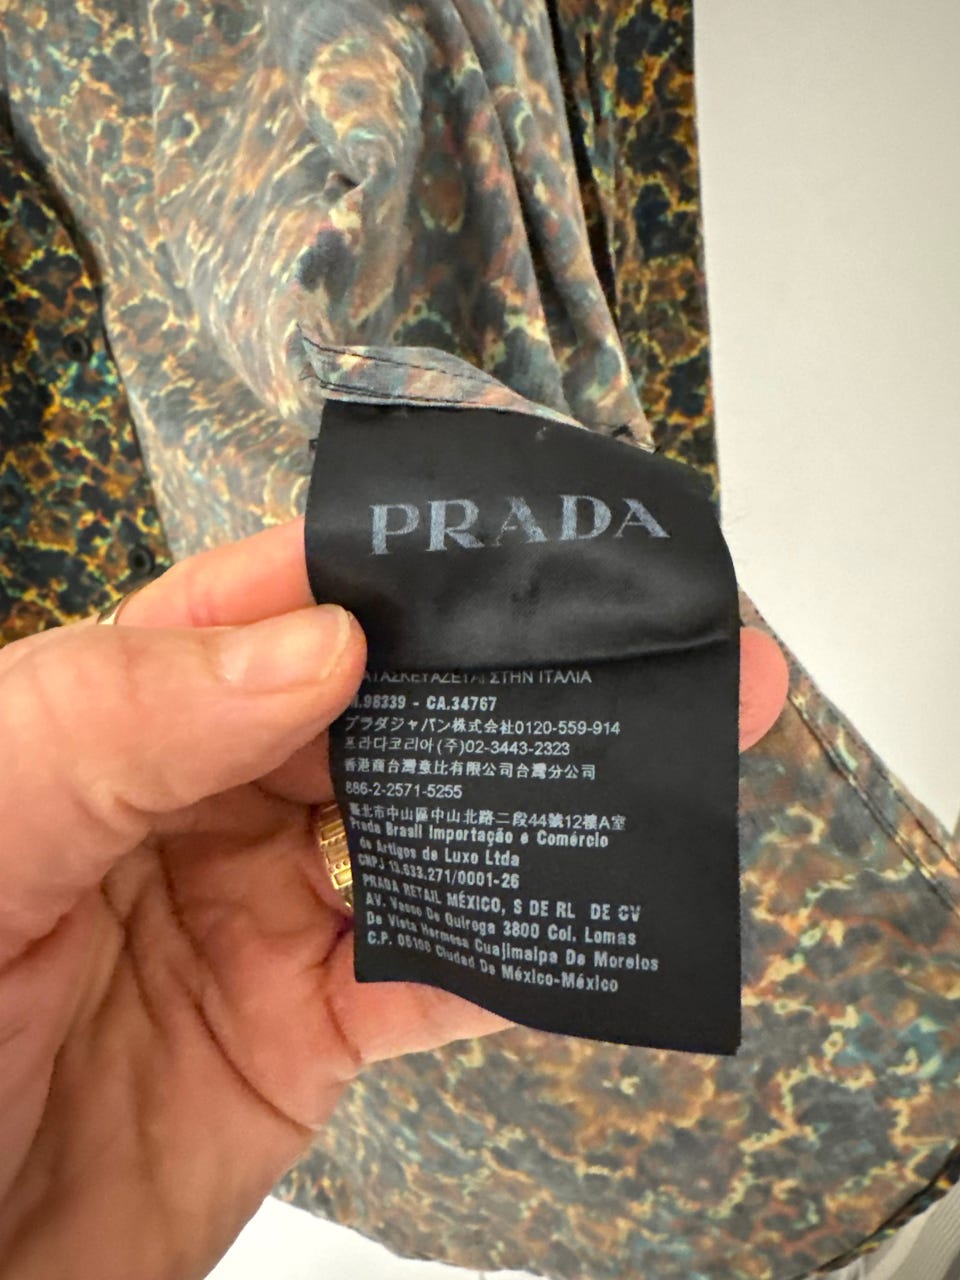 PRADA
ΚΑΤΑΣΚΕΥΑΖΕΤΑΙ ΣΤΗΝ ΙΤΑΛΙΑ
.98339 - CA.34767
プラダジャパン株式会社0120-559-914
프라다코리아(주)02-3443-2323
香港商台灣壹比有限公司台灣分公司
886-2-2571-5255
臺北市中山區中山北路二段44號12樓A室
Prada Brasil Importação e Comércio
de Artigos de Luxo Ltda
CNPJ 13.633.271/0001-26
PRADA RETAIL MÉXICO, S DE RL DE CV
AV. Vasco De Quiroga 3800 Col. Lomas
De Vista Hermosa Cuajimalpa De Morelos
C.P. 05100 Ciudad De México-México